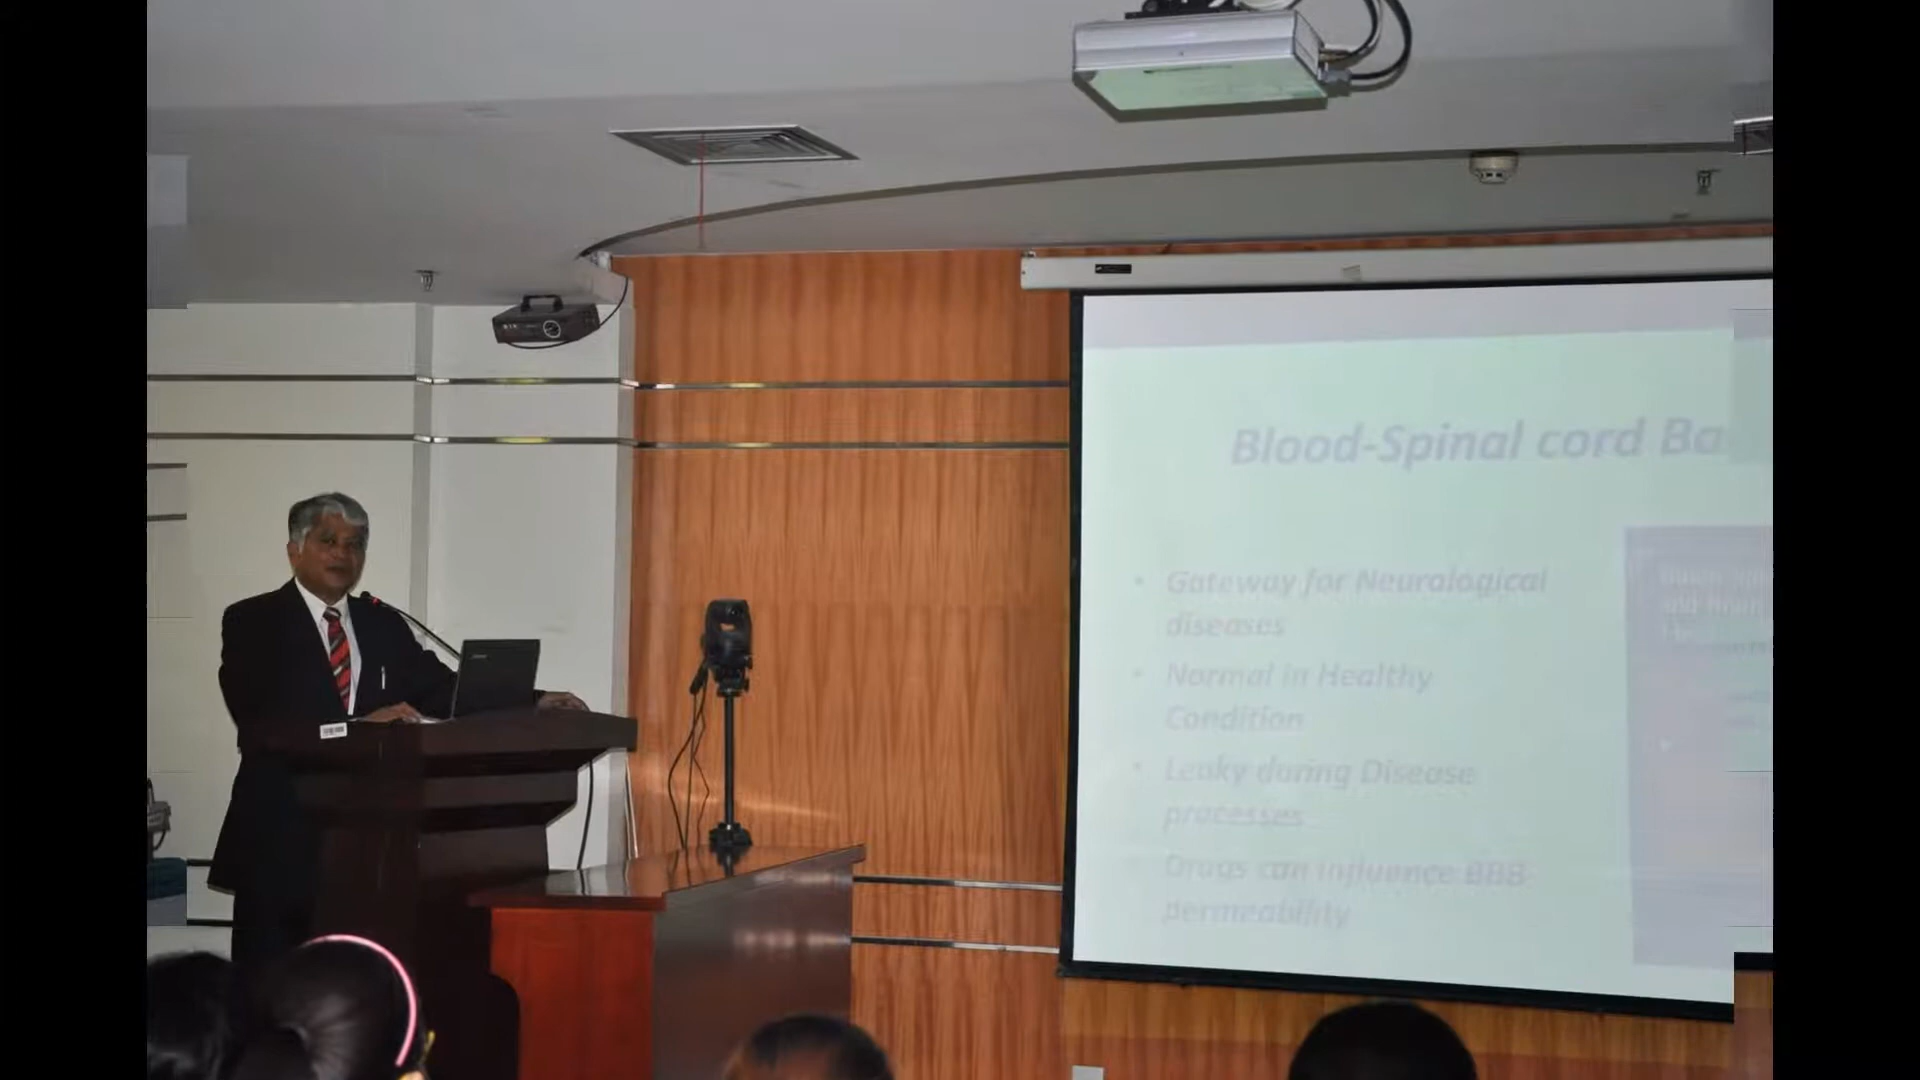 Blood-Spinal cord Ba
• Gateway for Neurological
diseases
• Normal in Healthy
Condition
• Leaky during Disease
processes
Drugs can influence BBB
permeability